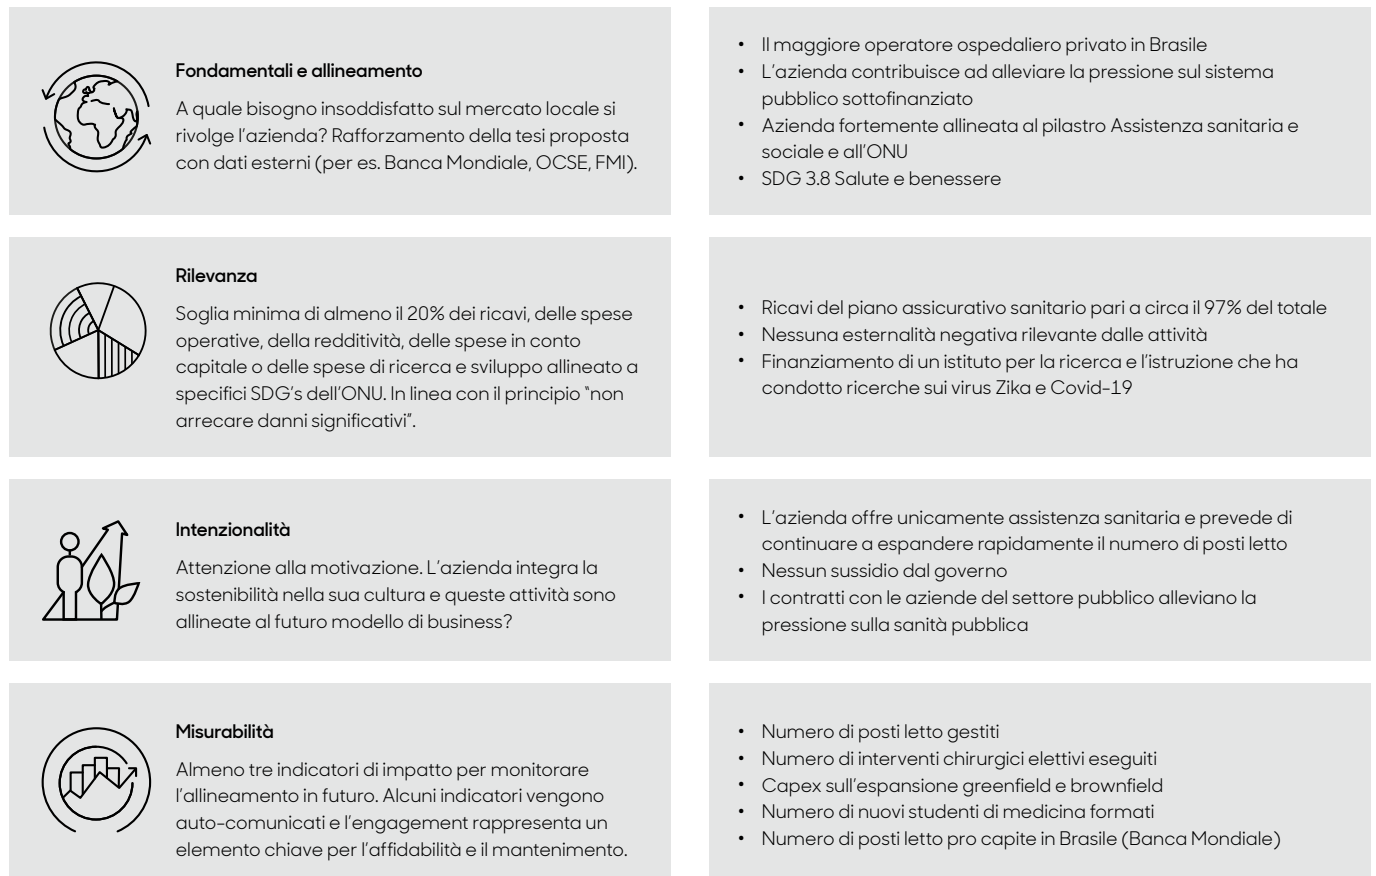 Fondamentali e allineamento
A quale bisogno insoddisfatto sul mercato locale si
rivolge l'azienda? Rafforzamento della tesi proposta
con dati esterni (per es. Banca Mondiale, OCSE, FMI).
• Il maggiore operatore ospedaliero privato in Brasile
• L'azienda contribuisce ad alleviare la pressione sul sistema
pubblico sottofinanziato
• Azienda fortemente allineata al pilastro Assistenza sanitaria e
sociale e all'ONU
• SDG 3.8 Salute e benessere
Rilevanza
Soglia minima di almeno il 20% dei ricavi, delle spese
operative, della redditività, delle spese in conto
capitale o delle spese di ricerca e sviluppo allineato a
specifici SDG's dell'ONU. In linea con il principio “non
arrecare danni significativi”.
• Ricavi del piano assicurativo sanitario pari a circa il 97% del totale
• Nessuna esternalità negativa rilevante dalle attività
• Finanziamento di un istituto per la ricerca e l'istruzione che ha
condotto ricerche sui virus Zika e Covid-19
Intenzionalità
Attenzione alla motivazione. L'azienda integra la
sostenibilità nella sua cultura e queste attività sono
allineate al futuro modello di business?
• L'azienda offre unicamente assistenza sanitaria e prevede di
continuare a espandere rapidamente il numero di posti letto
• Nessun sussidio dal governo
• I contratti con le aziende del settore pubblico alleviano la
pressione sulla sanità pubblica
Misurabilità
Almeno tre indicatori di impatto per monitorare
l'allineamento in futuro. Alcuni indicatori vengono
auto-comunicati e l'engagement rappresenta un
elemento chiave per l'affidabilità e il mantenimento.
• Numero di posti letto gestiti
• Numero di interventi chirurgici elettivi eseguiti
• Capex sull'espansione greenfield e brownfield
• Numero di nuovi studenti di medicina formati
• Numero di posti letto pro capite in Brasile (Banca Mondiale)